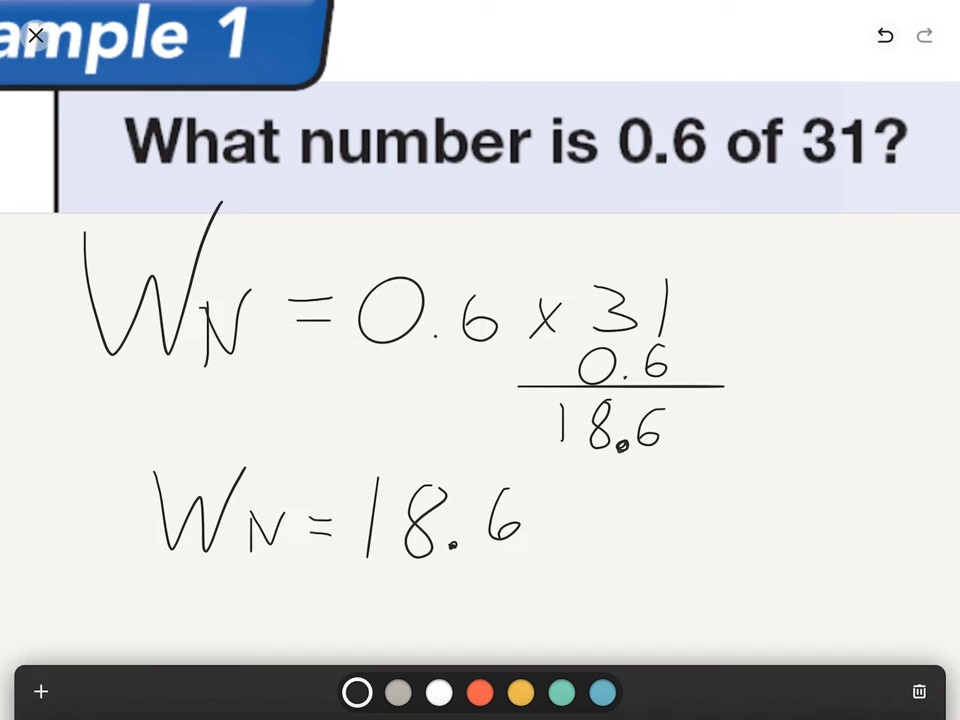 ample 1
What number is 0.6 of 31?
WN = 0.6 x 31
0.6
18.6
WN = 18.6